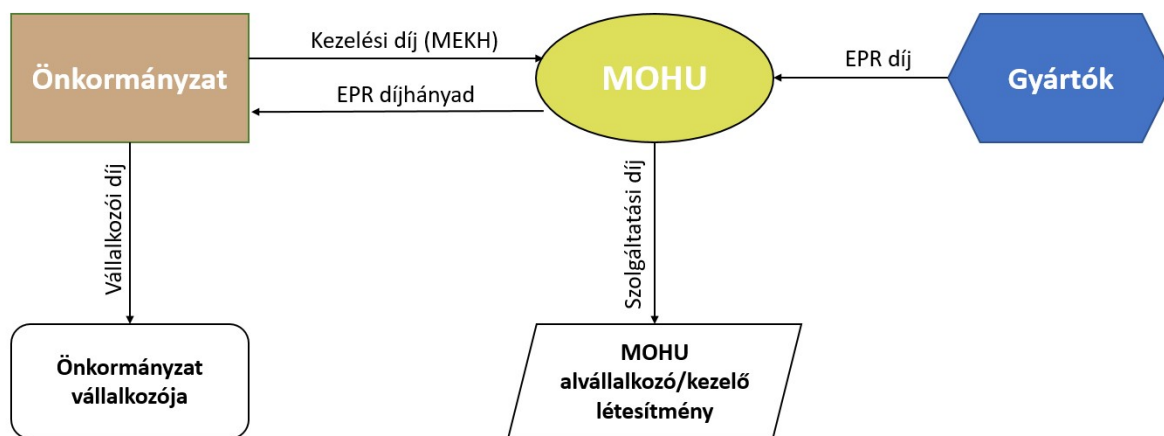 Kezelési díj (MEKH)
EPR díj
Önkormányzat
MOHU
Gyártók
EPR díjhányad
Vállalkozói díj
Szolgáltatási díj
Önkormányzat
vállalkozója
MOHU
alvállalkozó/kezelő
létesítmény